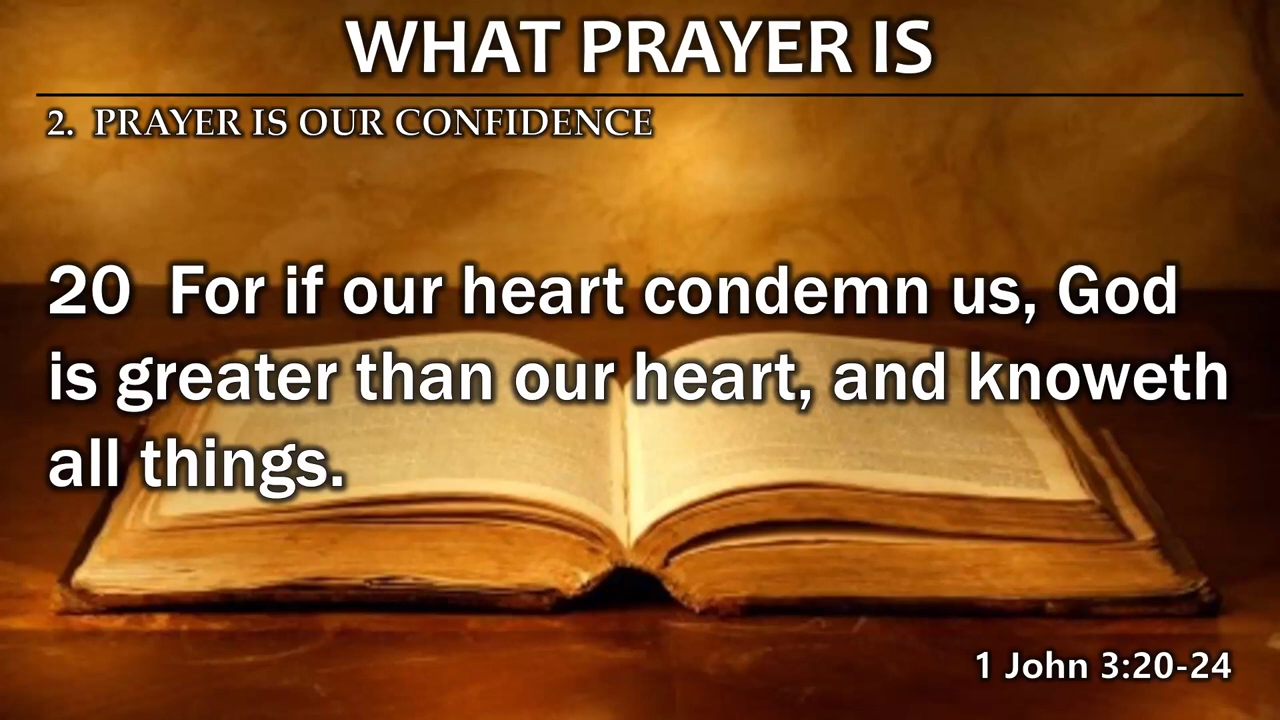 WHAT PRAYER IS
2. PRAYER IS OUR CONFIDENCE
20 For if our heart condemn us, God
is greater than our heart, and knoweth
all things.
1 John 3:20-24